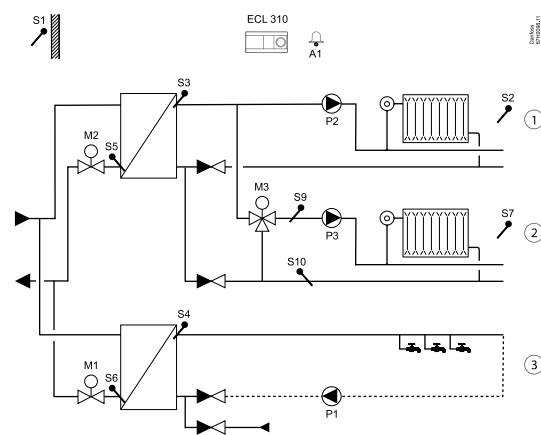 S1
ECL 310
A1
Danfoss
87H2098.11
S3
S2
M2
S5
P2
1
M3
S9
S7
P3
2
S10
S4
M1
S6
3
P1